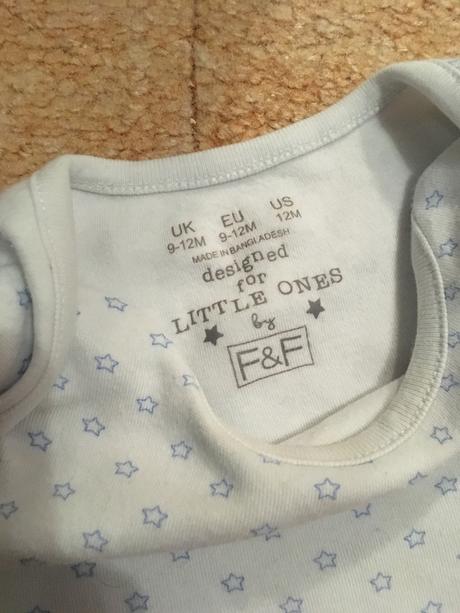 UK EU US
9-12M 9-12M 12M
MADE IN BANGLADESH
designed
for
LITTLE ONES
by
F&F